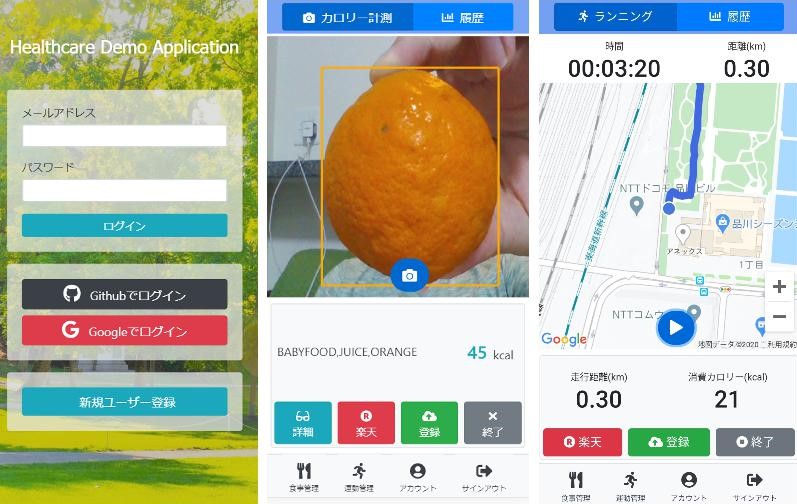 Healthcare Demo Application
メールアドレス
パスワード
ログイン
Githubでログイン
Googleでログイン
新規ユーザー登録
カロリー計測
履歴
BABYFOOD,JUICE,ORANGE
45 kcal
詳細
楽天
登録
終了
食事管理
運動管理
アカウント
サインアウト
ランニング
履歴
時間
距離(km)
00:03:20
0.30
NTTドコモ 品川ビル
東海道新幹線
品川シーズン
アネックス
1丁目
NTTコムウ
Google
地図データ ©2020
利用規約
走行距離(km)
消費カロリー(kcal)
0.30
21
楽天
登録
終了
食事管理
運動管理
アカウント
サインアウト